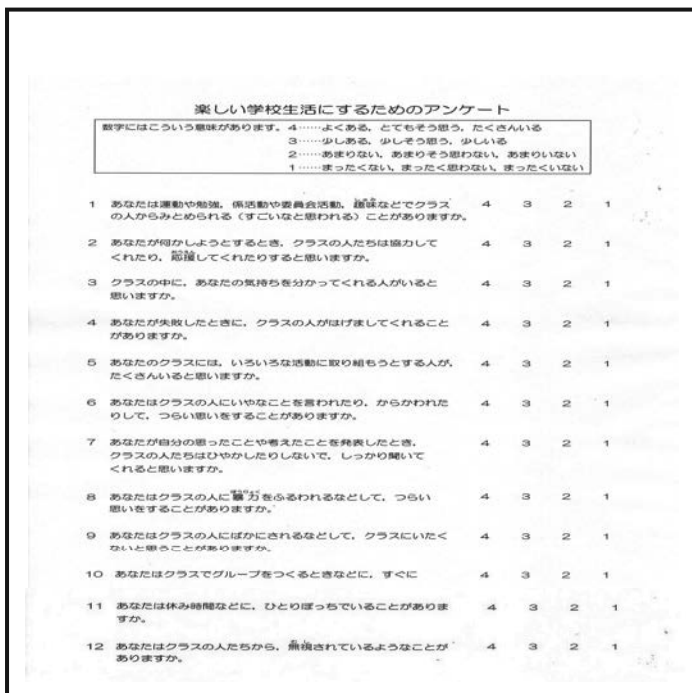 楽しい学校生活にするためのアンケート
数字にはこういう意味があります。4……よくある，とてもそう思う，たくさんいる
3……少しある，少しそう思う，少しいる
2……あまりない，あまりそう思わない，あまりいない
1……まったくない，まったく思わない，まったくいない
1 あなたは運動や勉強，係活動や委員会活動，趣味などでクラス 4 3 2 1
の人からみとめられる（すごいなと思われる）ことがありますか。
2 あなたが何かしようとするとき，クラスの人たちは協力して 4 3 2 1
くれたり，応援してくれたりすると思いますか。
3 クラスの中に，あなたの気持ちを分かってくれる人がいると 4 3 2 1
思いますか。
4 あなたが失敗したときに，クラスの人がはげましてくれること 4 3 2 1
がありますか。
5 あなたのクラスには，いろいろな活動に取り組もうとする人が， 4 3 2 1
たくさんいると思いますか。
6 あなたはクラスの人にいやなことを言われたり，からかわれた 4 3 2 1
りして，つらい思いをすることがありますか。
7 あなたが自分の思ったことや考えたことを発表したとき， 4 3 2 1
クラスの人たちはひやかしたりしないで，しっかり聞いて
くれると思いますか。
8 あなたはクラスの人に暴力をふるわれるなどして，つらい 4 3 2 1
思いをすることがありますか。
9 あなたはクラスの人にばかにされるなどして，クラスにいたく 4 3 2 1
ないと思うことがありますか。
10 あなたはクラスでグループをつくるときなどに，すぐに 4 3 2 1
11 あなたは休み時間などに，ひとりぼっちでいることがありま 4 3 2 1
すか。
12 あなたはクラスの人たちから，無視されているようなことが 4 3 2 1
ありますか。